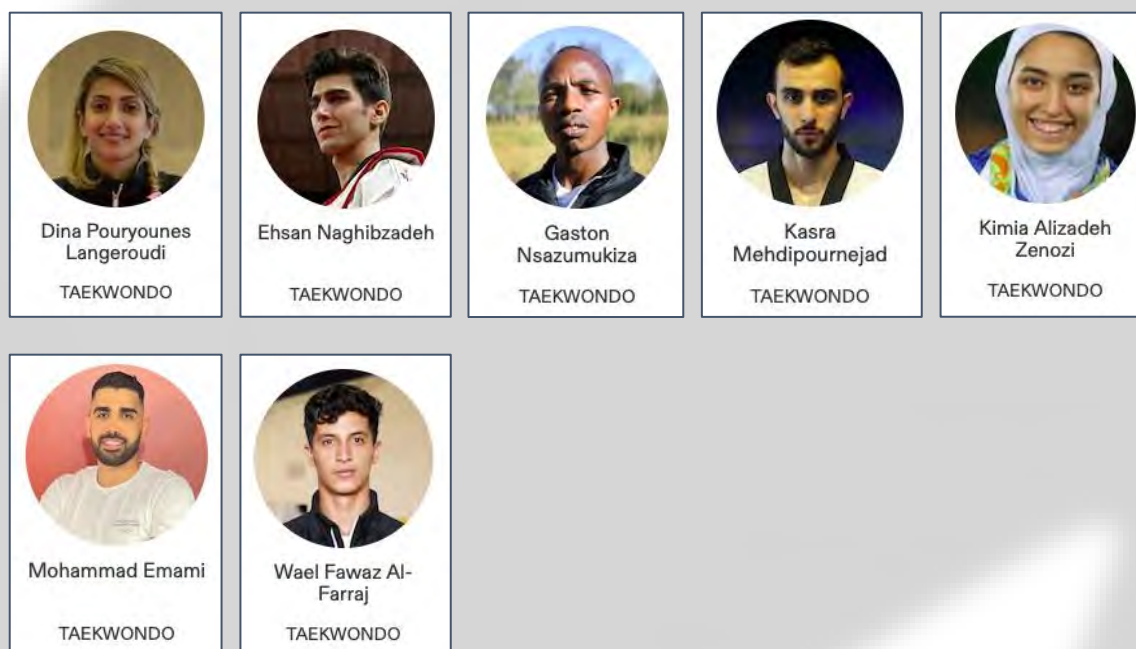 Dina Pouryounes
Langeroudi
TAEKWONDO
Ehsan Naghibzadeh
TAEKWONDO
Gaston
Nsazumukiza
TAEKWONDO
Kasra
Mehdipournejad
TAEKWONDO
Kimia Alizadeh
Zenozi
TAEKWONDO
Mohammad Emami
TAEKWONDO
Wael Fawaz Al-
Farraj
TAEKWONDO